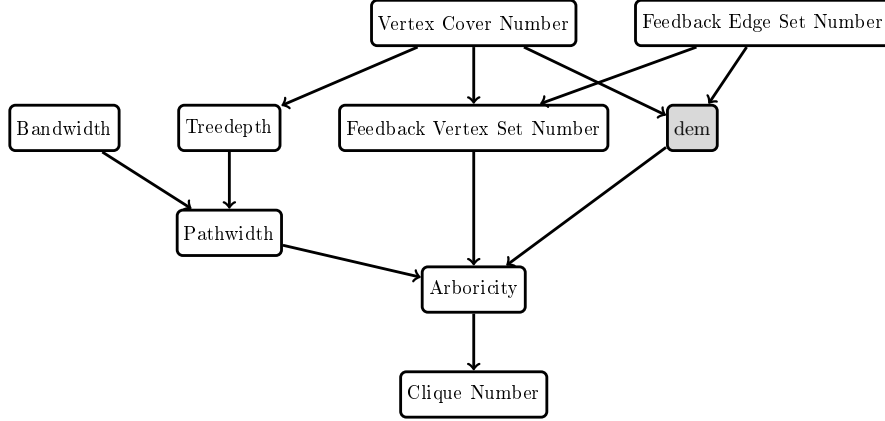 Vertex Cover Number
Feedback Edge Set Number
Bandwidth
Treedepth
Feedback Vertex Set Number
dem
Pathwidth
Arboricity
Clique Number